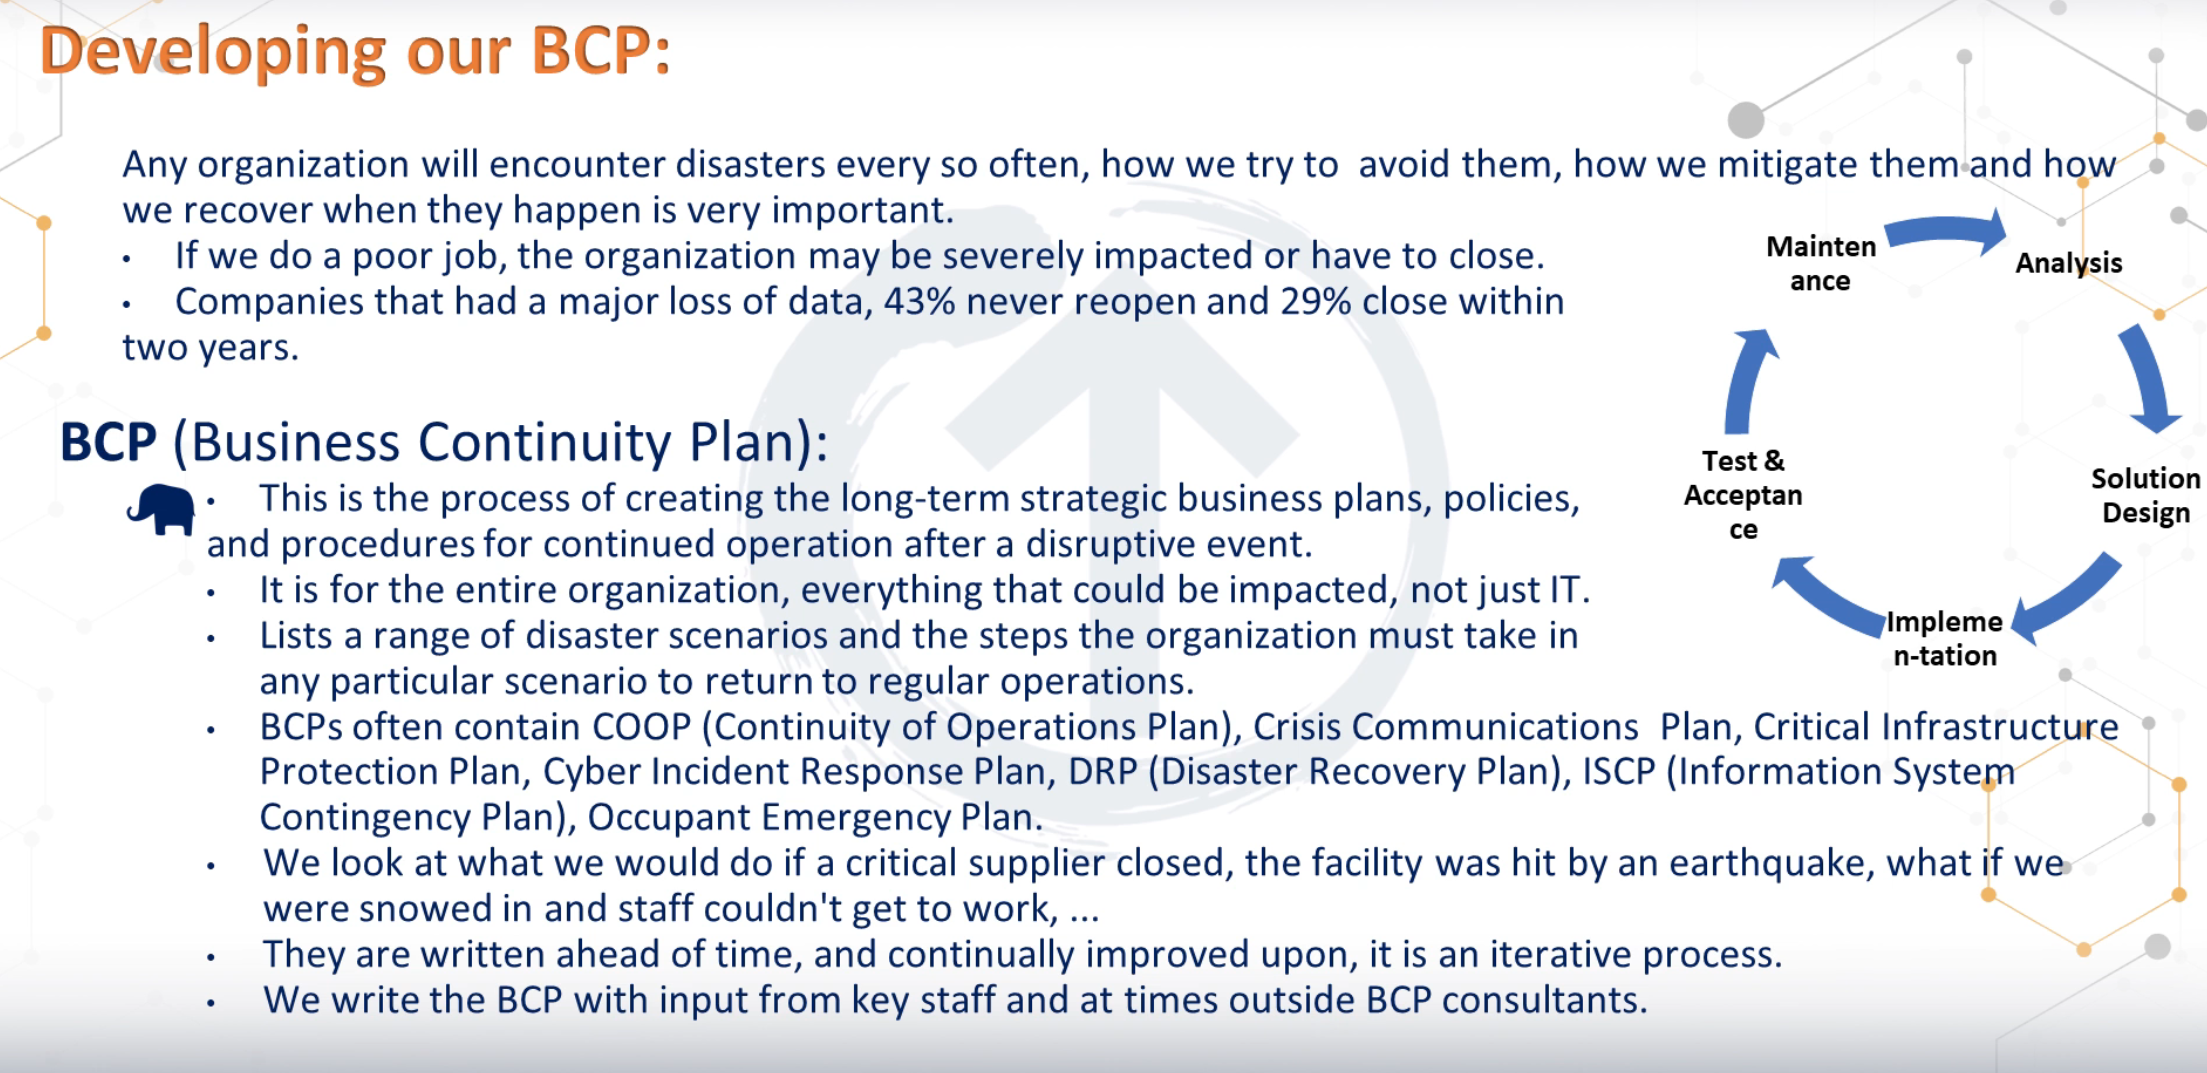 Developing our BCP:
Any organization will encounter disasters every so often, how we try to avoid them, how we mitigate them and how
we recover when they happen is very important.
• If we do a poor job, the organization may be severely impacted or have to close.
• Companies that had a major loss of data, 43% never reopen and 29% close within
two years.
BCP (Business Continuity Plan):
• This is the process of creating the long-term strategic business plans, policies,
and procedures for continued operation after a disruptive event.
• It is for the entire organization, everything that could be impacted, not just IT.
• Lists a range of disaster scenarios and the steps the organization must take in
any particular scenario to return to regular operations.
• BCPs often contain COOP (Continuity of Operations Plan), Crisis Communications Plan, Critical Infrastructure
Protection Plan, Cyber Incident Response Plan, DRP (Disaster Recovery Plan), ISCP (Information System
Contingency Plan), Occupant Emergency Plan.
• We look at what we would do if a critical supplier closed, the facility was hit by an earthquake, what if we
were snowed in and staff couldn't get to work, ...
• They are written ahead of time, and continually improved upon, it is an iterative process.
• We write the BCP with input from key staff and at times outside BCP consultants.
Mainten
ance
Analysis
Solution
Design
Impleme
n-tation
Test &
Acceptan
ce